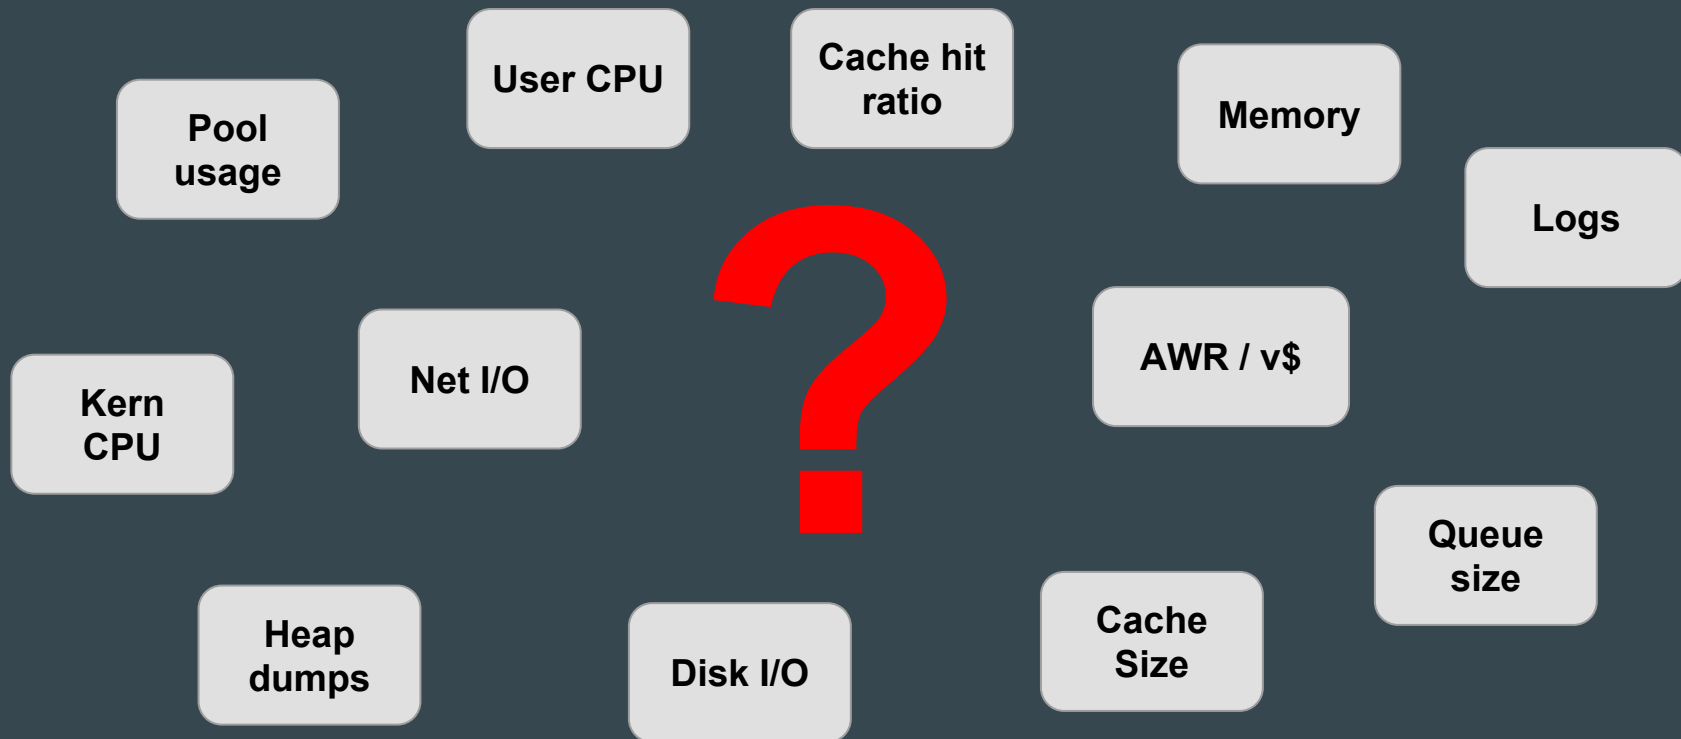 User CPU
Cache hit
ratio
Pool
usage
Memory
Logs
?
Net I/O
AWR / v$
Kern
CPU
Queue
size
Heap
dumps
Disk I/O
Cache
Size